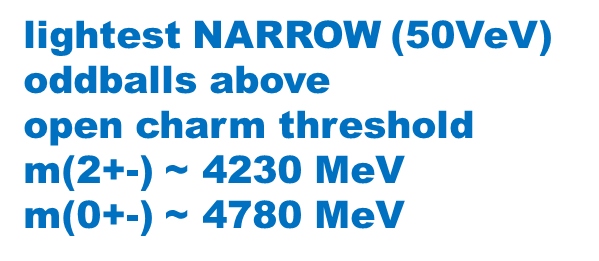 lightest NARROW (50VeV)
oddballs above
open charm threshold
m(2+-) ~ 4230 MeV
m(0+-) ~ 4780 MeV